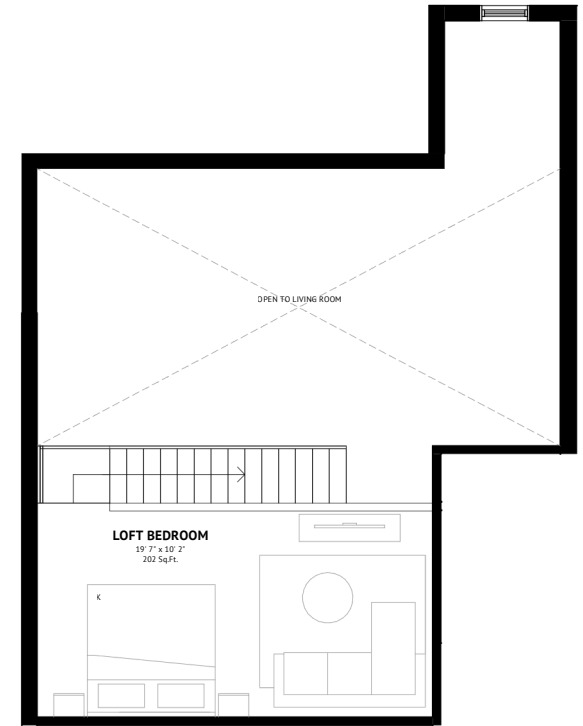 OPEN TO LIVING ROOM
LOFT BEDROOM
19' 7" x 10' 2"
202 Sq.Ft.
K